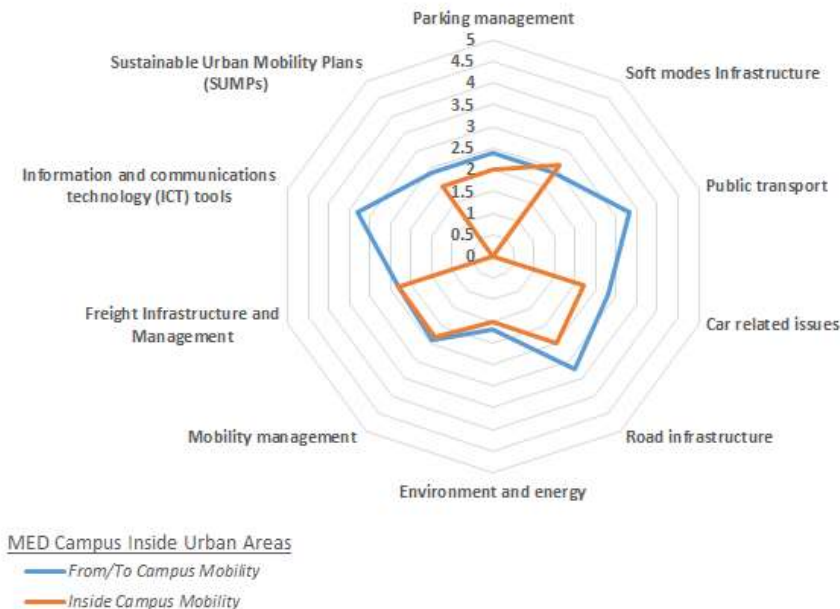 Parking management
Sustainable Urban Mobility Plans
(SUMPs)
Soft modes Infrastructure
5
4.5
4
3.5
3
2.5
2
1.5
1
0.5
0
Information and communications
technology (ICT) tools
Public transport
Freight Infrastructure and
Management
Car related issues
Mobility management
Road infrastructure
Environment and energy
MED Campus Inside Urban Areas
From/To Campus Mobility
Inside Campus Mobility